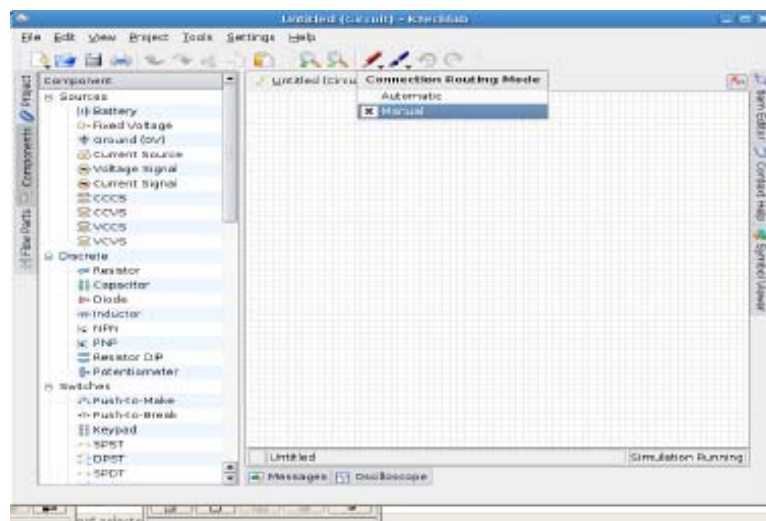 Untitled (Circuit) - KTechlab
File Edit View Project Tools Settings Help
Project
Components
Flow Parts
Component
Sources
Battery
Fixed Voltage
Ground (0V)
Current Source
Voltage Signal
Current Signal
CCCS
CCVS
VCCS
VCVS
Discrete
Resistor
Capacitor
Diode
Inductor
NPN
PNP
Resistor DIP
Potentiometer
Switches
Push-to-Make
Push-to-Break
Keypad
SPST
DPST
SPDT
Untitled (Circu
Connection Routing Mode
Automatic
Manual
Item Editor
Context Help
Symbol Viewer
Untitled
Simulation Running
Messages
Oscilloscope